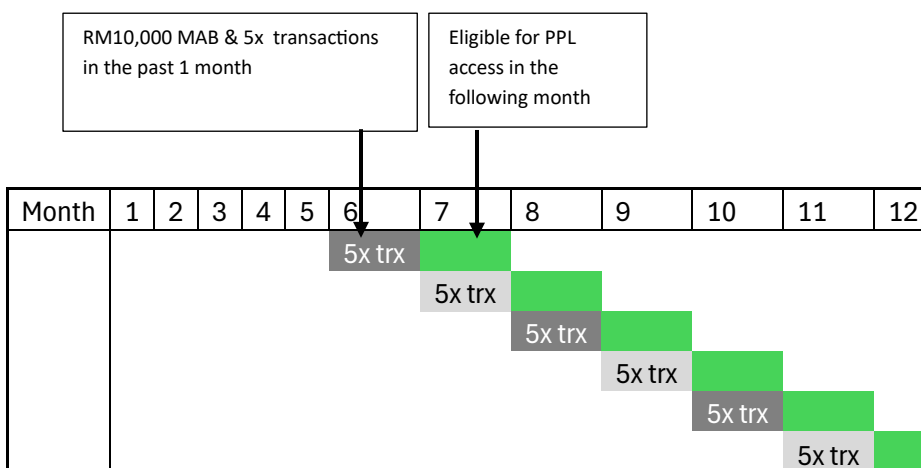 RM10,000 MAB & 5x transactions
in the past 1 month
Eligible for PPL
access in the
following month
Month 1 2 3 4 5 6 7 8 9 10 11 12
5x trx
5x trx
5x trx
5x trx
5x trx
5x trx